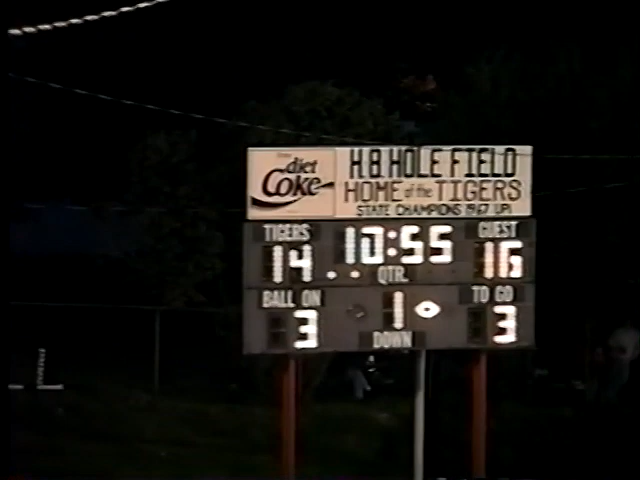 diet
Coke
H.B. HOLE FIELD
HOME of the TIGERS
STATE CHAMPIONS 1967 UPI
TIGERS 10:55 GUEST
14 QTR. 16
BALL ON 1 TO GO
3 DOWN 3